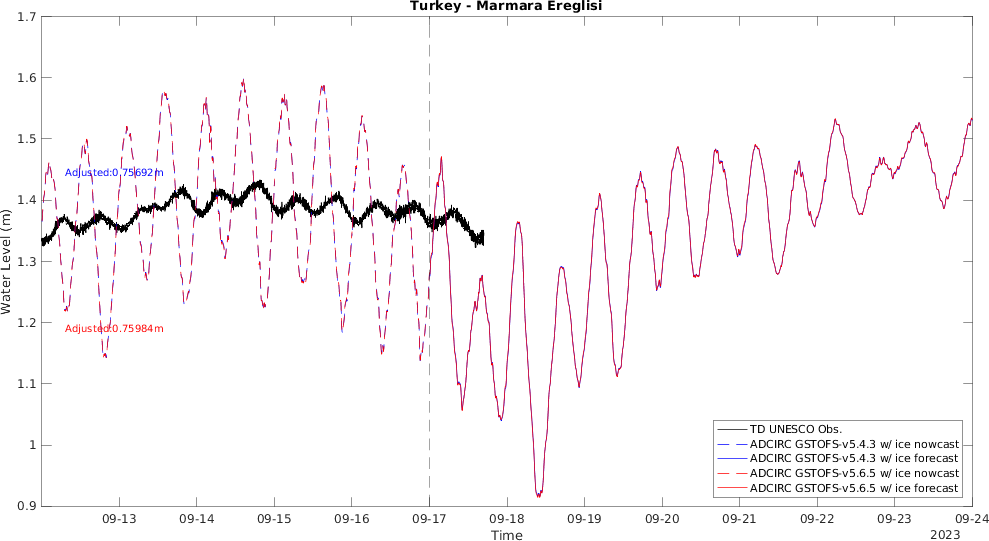 Turkey - Marmara Ereglisi
1.7
1.6
1.5
1.4
1.3
1.2
1.1
1
0.9
Water Level (m)
Adjusted:0.75692m
Adjusted:0.75984m
TD UNESCO Obs.
ADCIRC GSTOFS-v5.4.3 w/ ice nowcast
ADCIRC GSTOFS-v5.4.3 w/ ice forecast
ADCIRC GSTOFS-v5.6.5 w/ ice nowcast
ADCIRC GSTOFS-v5.6.5 w/ ice forecast
09-13 09-14 09-15 09-16 09-17 09-18 09-19 09-20 09-21 09-22 09-23 09-24
Time
2023